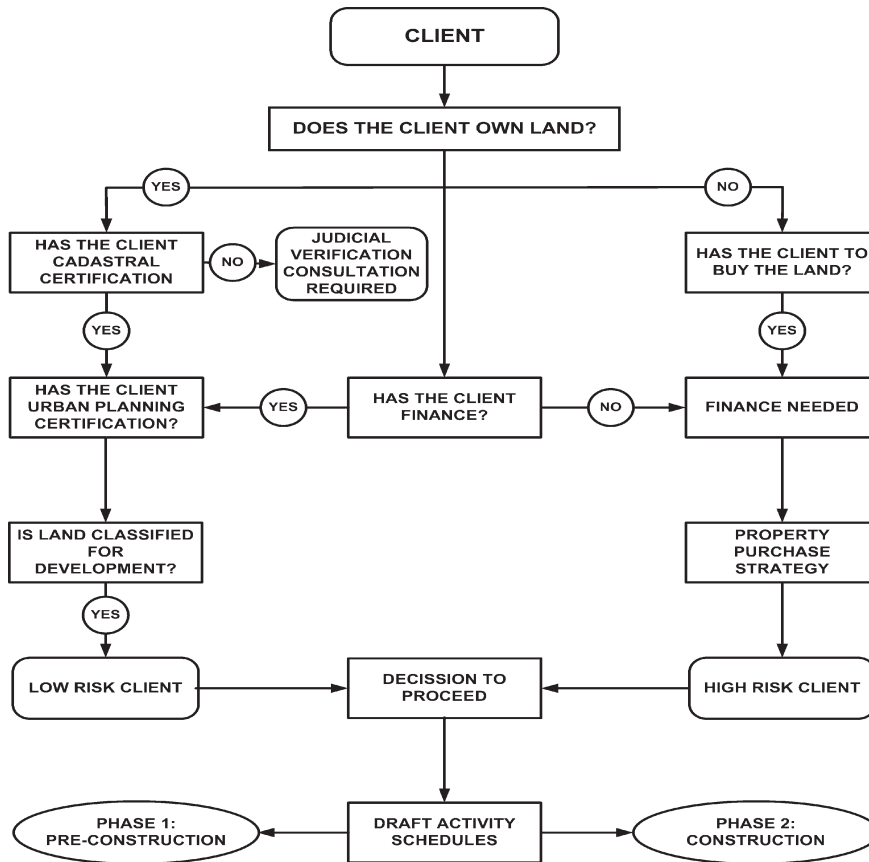 CLIENT
DOES THE CLIENT OWN LAND?
YES
NO
HAS THE CLIENT
CADASTRAL
CERTIFICATION
NO
JUDICIAL
VERIFICATION
CONSULTATION
REQUIRED
HAS THE CLIENT TO
BUY THE LAND?
YES
YES
HAS THE CLIENT
URBAN PLANNING
CERTIFICATION?
YES
HAS THE CLIENT
FINANCE?
NO
FINANCE NEEDED
IS LAND CLASSIFIED
FOR
DEVELOPMENT?
PROPERTY
PURCHASE
STRATEGY
YES
LOW RISK CLIENT
DECISSION TO
PROCEED
HIGH RISK CLIENT
PHASE 1:
PRE-CONSTRUCTION
DRAFT ACTIVITY
SCHEDULES
PHASE 2:
CONSTRUCTION